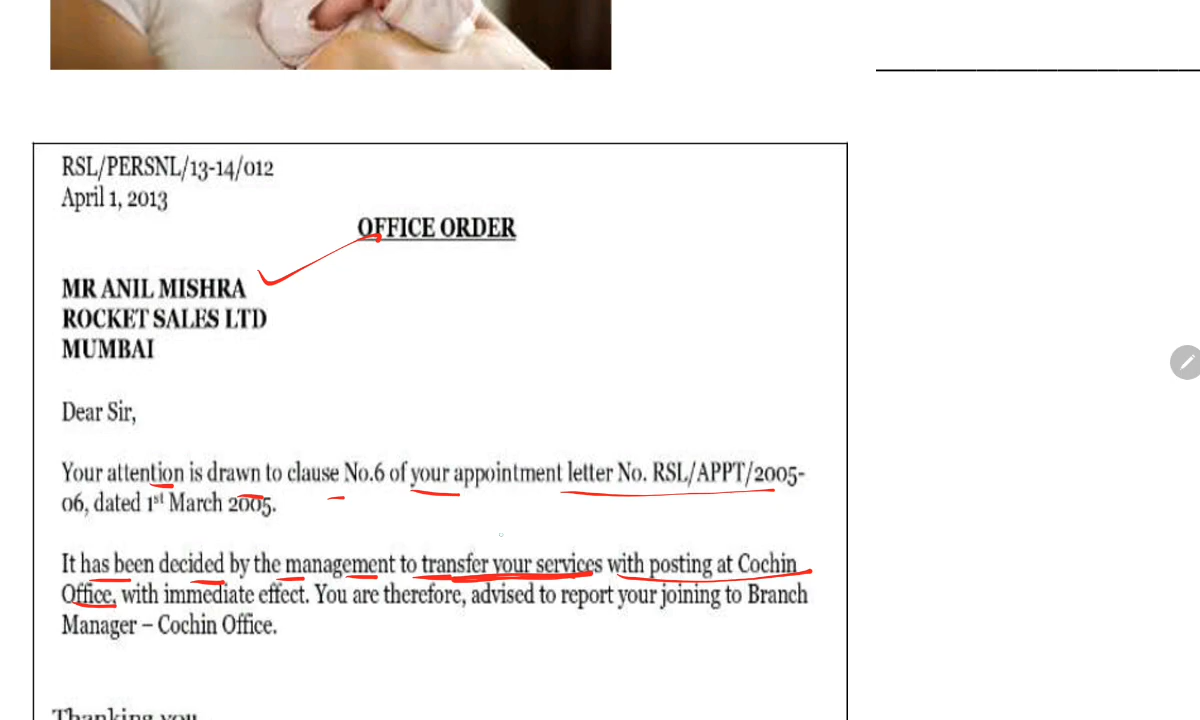 RSL/PERSNL/13-14/012
April 1, 2013
OFFICE ORDER
MR ANIL MISHRA
ROCKET SALES LTD
MUMBAI
Dear Sir,
Your attention is drawn to clause No.6 of your appointment letter No. RSL/APPT/2005-
06, dated 1st March 2005.
It has been decided by the management to transfer your services with posting at Cochin
Office, with immediate effect. You are therefore, advised to report your joining to Branch
Manager – Cochin Office.
Thanking you